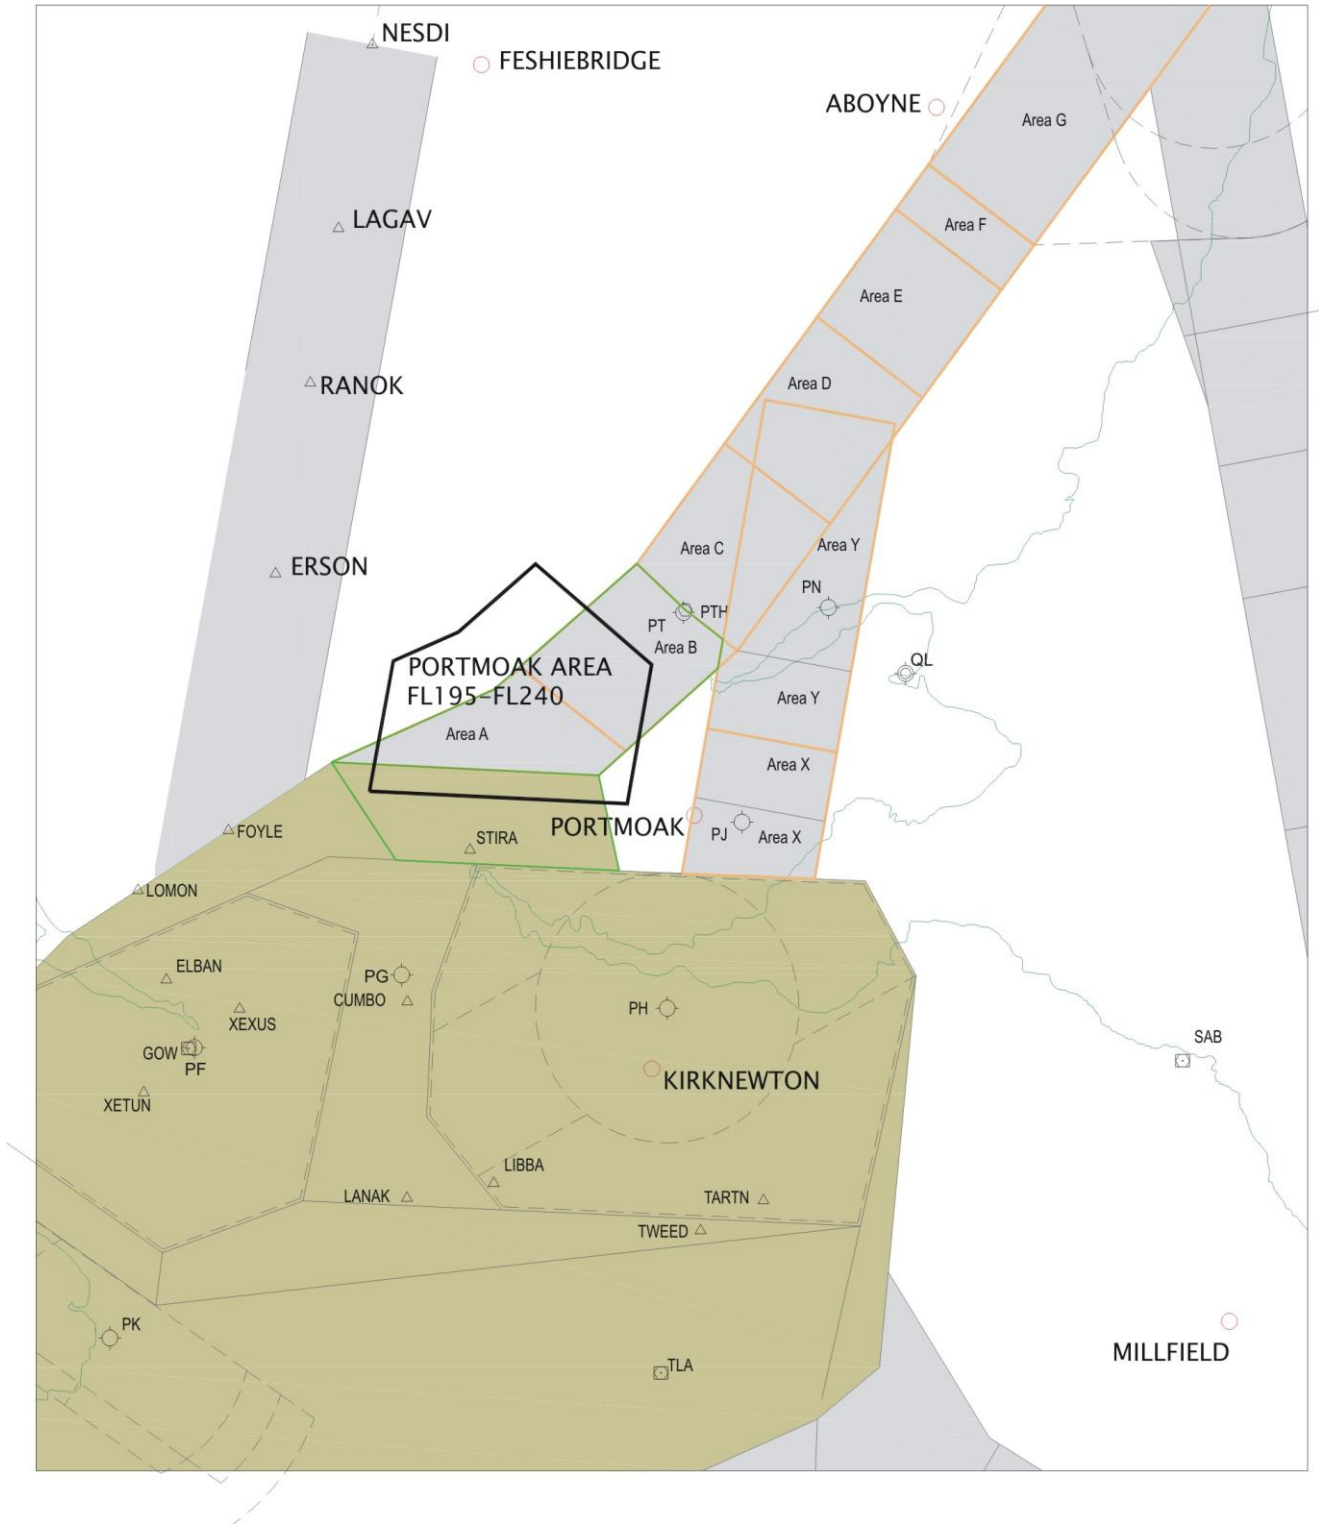 NESDI
FESHIEBRIDGE
ABOYNE
Area G
LAGAV
Area F
Area E
RANOK
Area D
Area C
Area Y
ERSON
PN
PTH
PT
Area B
QL
PORTMOAK AREA
FL195-FL240
Area Y
Area A
Area X
FOYLE
PORTMOAK
PJ
Area X
STIRA
LOMON
ELBAN
PG
CUMBO
PH
XEXUS
GOW
PF
SAB
KIRKNEWTON
XETUN
LIBBA
LANAK
TARTN
TWEED
PK
MILLFIELD
TLA